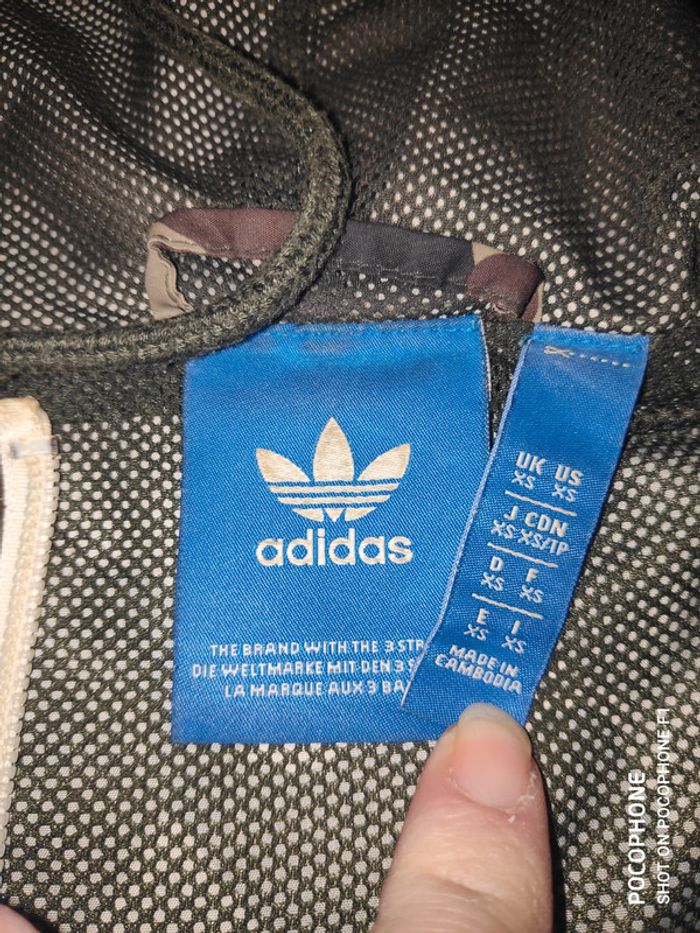 adidas
THE BRAND WITH THE 3
DIE WELTMARKE MIT DEN 3
LA MARQUE AUX 3
UK US
XS XS
J CDN
XS XS/TP
D F
XS XS
E I
XS XS
MADE IN
CAMBODIA
POCOPHONE
SHOT ON POCOPHONE F1